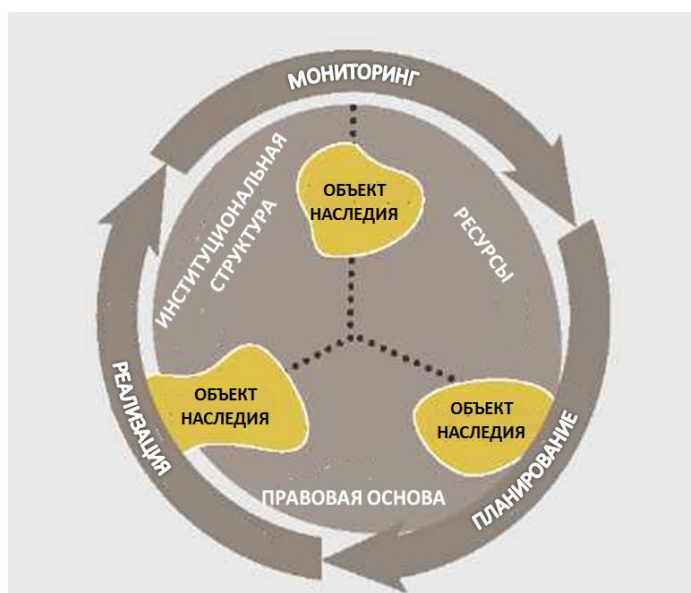 МОНИТОРИНГ
ИНСТИТУЦИОНАЛЬНАЯ
СТРУКТУРА
ОБЪЕКТ
НАСЛЕДИЯ
РЕСУРСЫ
РЕАЛИЗАЦИЯ
ОБЪЕКТ
НАСЛЕДИЯ
ОБЪЕКТ
НАСЛЕДИЯ
ПЛАНИРОВАНИЕ
ПРАВОВАЯ ОСНОВА